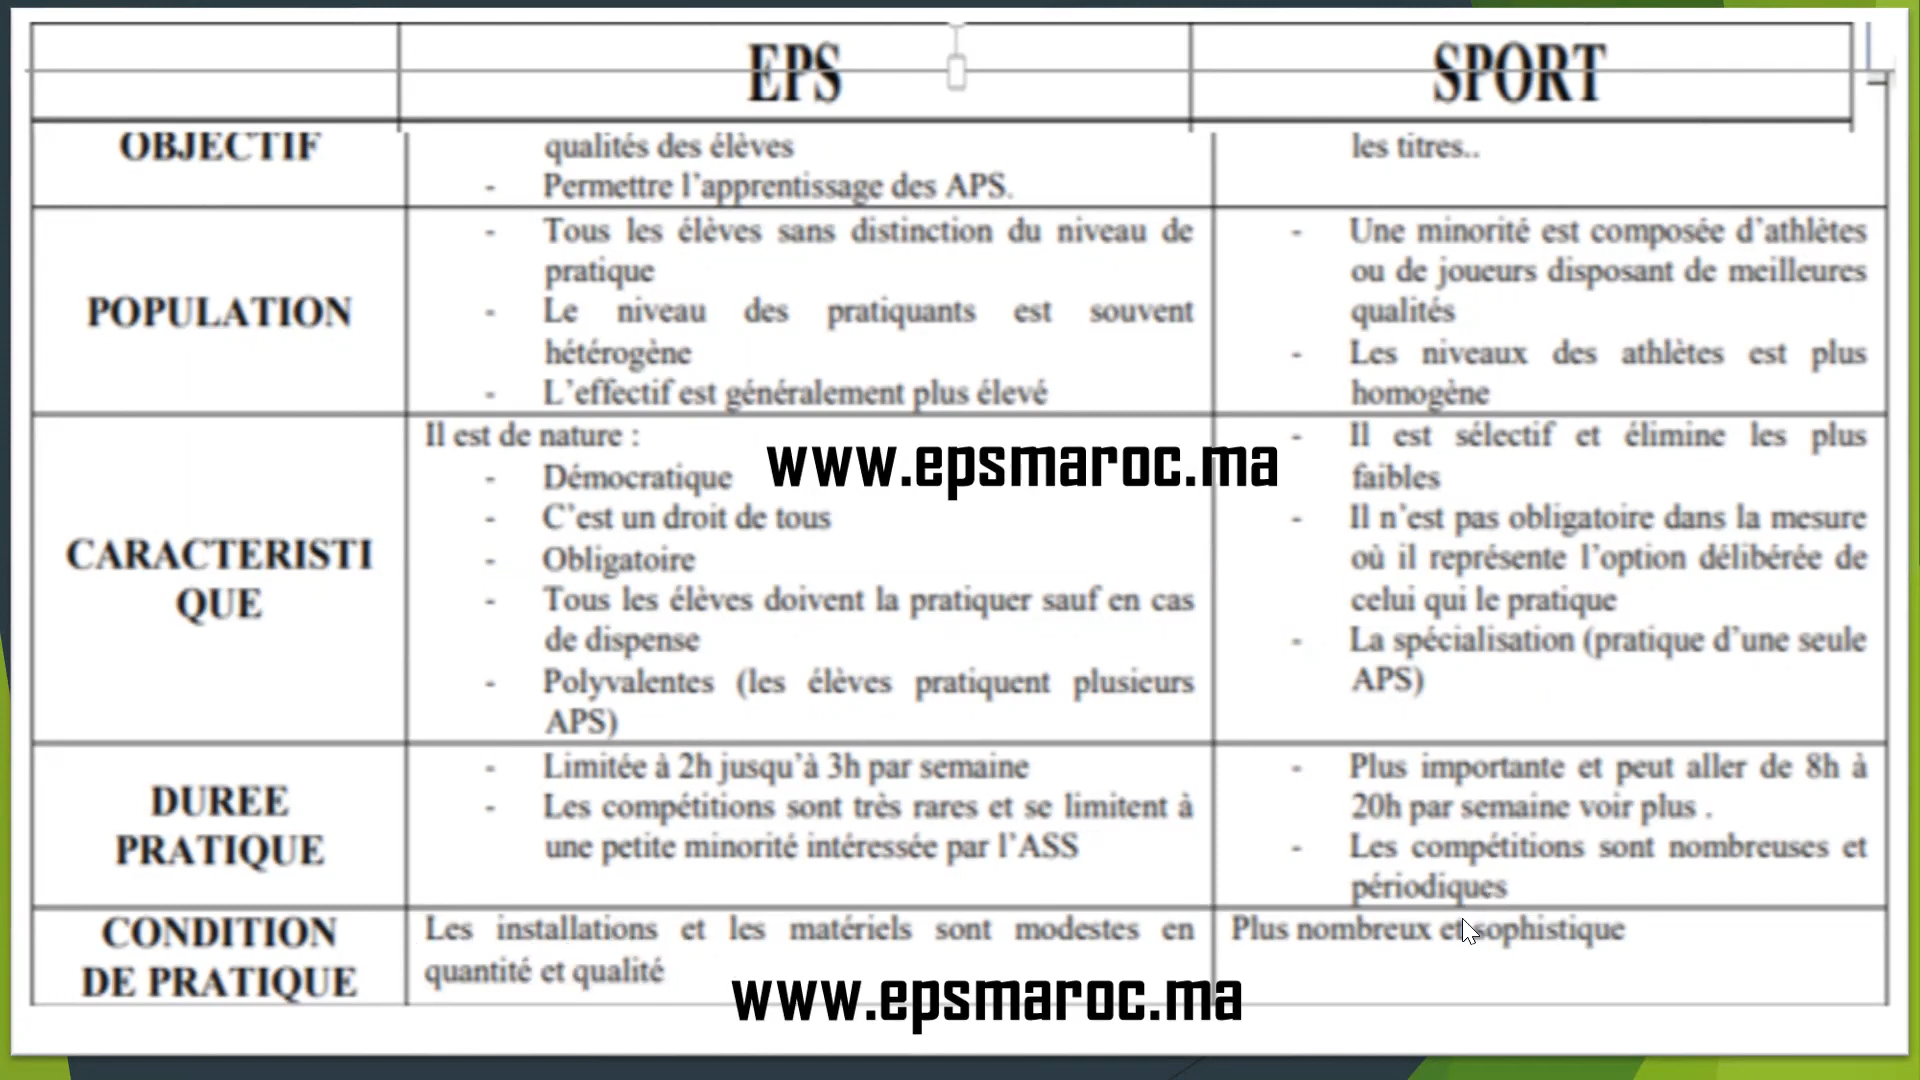 EPS
SPORT
OBJECTIF
qualités des élèves
- Permettre l’apprentissage des APS.
les titres..
POPULATION
- Tous les élèves sans distinction du niveau de
pratique
- Le niveau des pratiquants est souvent
hétérogène
- L’effectif est généralement plus élevé
- Une minorité est composée d’athlètes
ou de joueurs disposant de meilleures
qualités
- Les niveaux des athlètes est plus
homogène
CARACTERISTI
QUE
Il est de nature :
- Démocratique
- C’est un droit de tous
- Obligatoire
- Tous les élèves doivent la pratiquer sauf en cas
de dispense
- Polyvalentes (les élèves pratiquent plusieurs
APS)
www.epsmaroc.ma
- Il est sélectif et élimine les plus
faibles
- Il n’est pas obligatoire dans la mesure
où il représente l’option délibérée de
celui qui le pratique
- La spécialisation (pratique d’une seule
APS)
DUREE
PRATIQUE
- Limitée à 2h jusqu’à 3h par semaine
- Les compétitions sont très rares et se limitent à
une petite minorité intéressée par l’ASS
- Plus importante et peut aller de 8h à
20h par semaine voir plus .
- Les compétitions sont nombreuses et
périodiques
CONDITION
DE PRATIQUE
Les installations et les matériels sont modestes en
quantité et qualité
Plus nombreux et sophistique
www.epsmaroc.ma